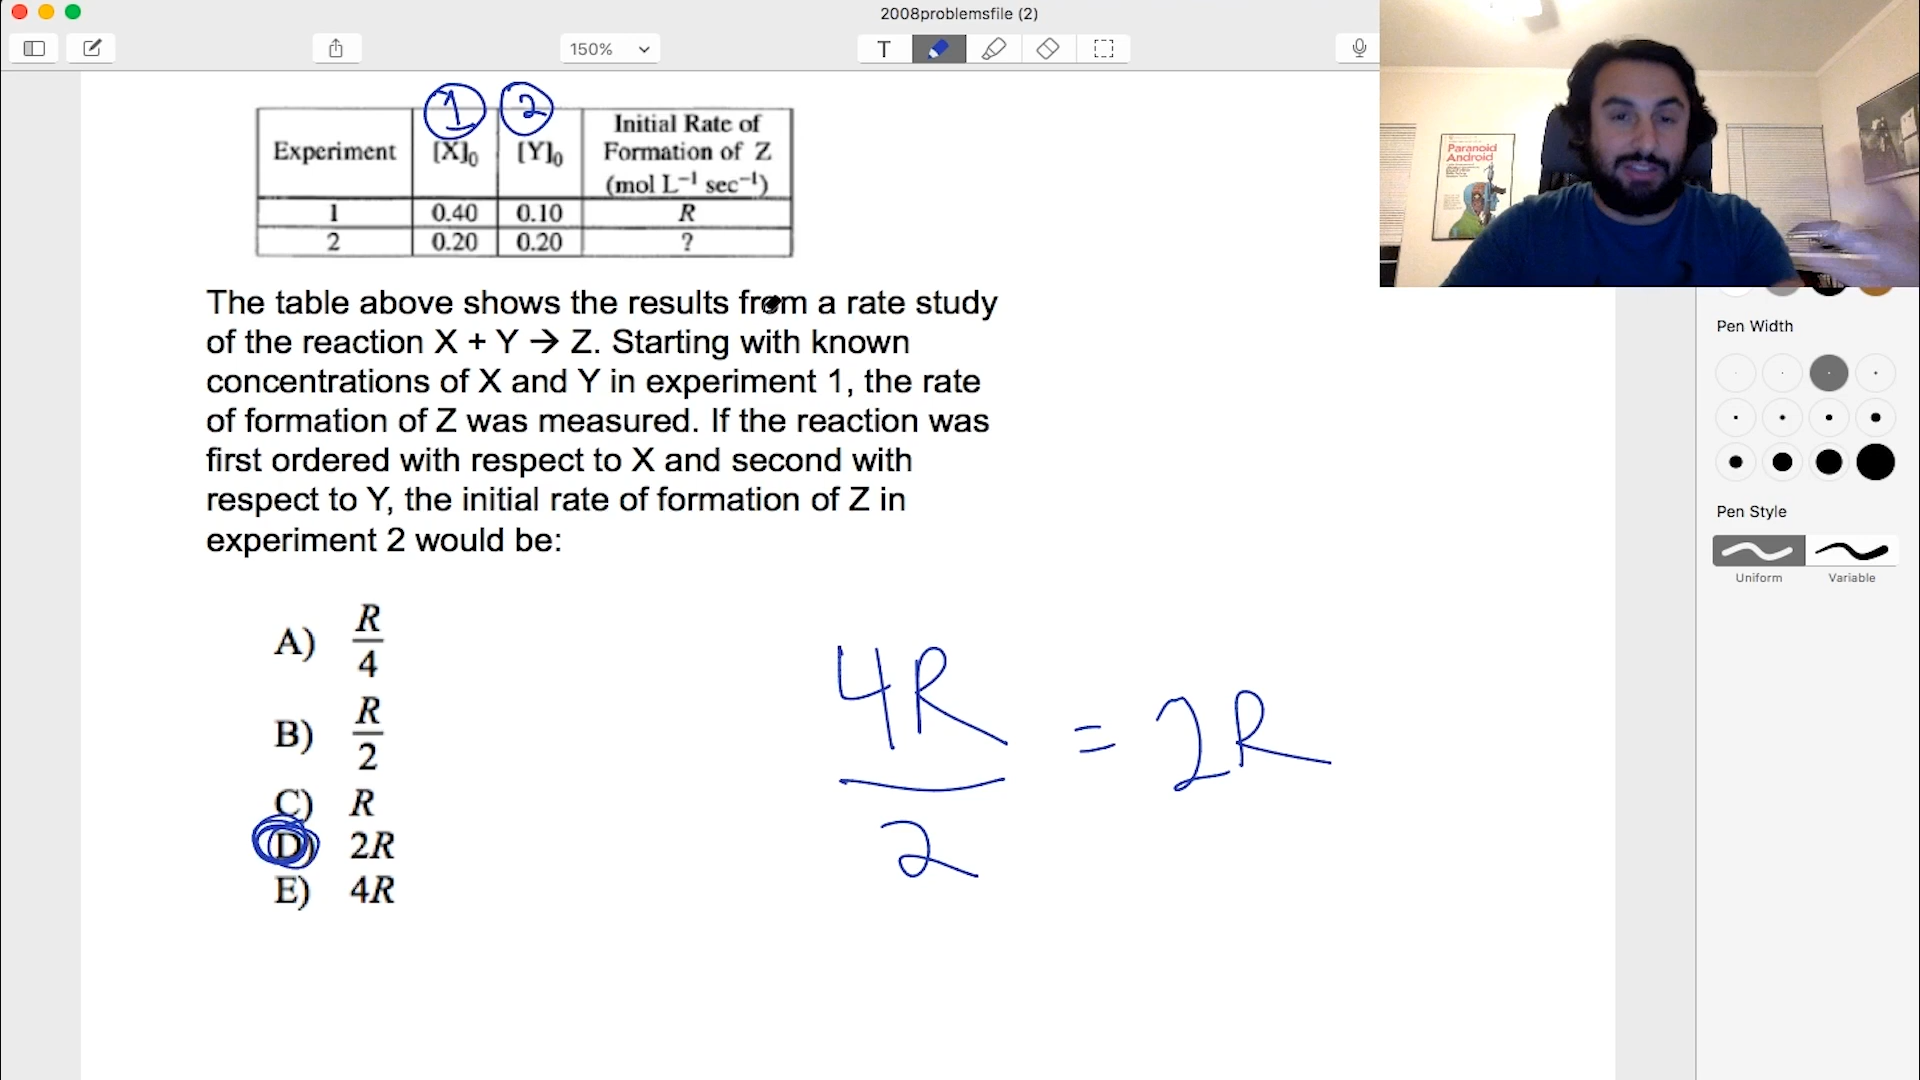 2008problemsfile (2)
150%
T
1 2
Experiment [X]₀ [Y]₀ Initial Rate of
Formation of Z
(mol L⁻¹ sec⁻¹)
1 0.40 0.10 R
2 0.20 0.20 ?
The table above shows the results from a rate study
of the reaction X + Y → Z. Starting with known
concentrations of X and Y in experiment 1, the rate
of formation of Z was measured. If the reaction was
first ordered with respect to X and second with
respect to Y, the initial rate of formation of Z in
experiment 2 would be:
A) R/4
B) R/2
C) R
D) 2R
E) 4R
4R/2 = 2R
Paranoid
Android
Pen Width
Pen Style
Uniform Variable